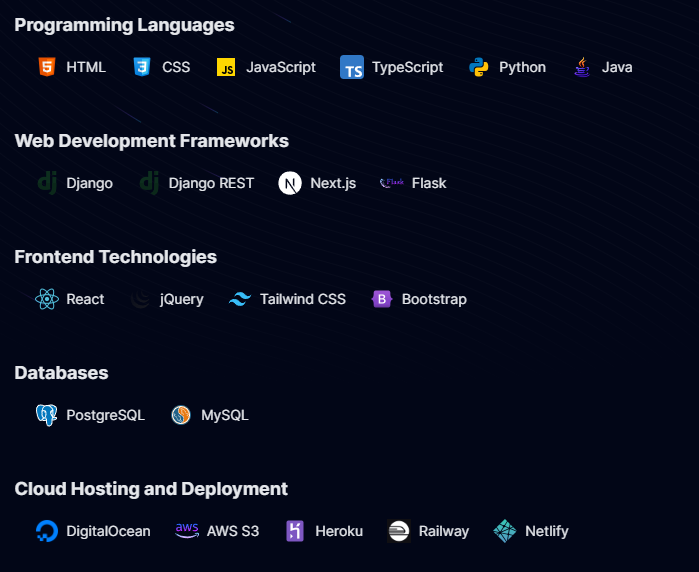 Programming Languages
HTML CSS JS JavaScript TS TypeScript Python Java
Web Development Frameworks
dj Django dj Django REST N Next.js Flask Flask
Frontend Technologies
React jQuery Tailwind CSS B Bootstrap
Databases
PostgreSQL MySQL
Cloud Hosting and Deployment
DigitalOcean aws AWS S3 Heroku Railway Netlify